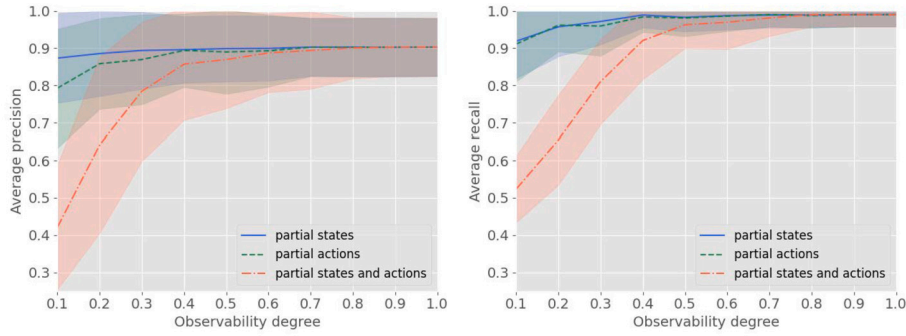 Average precision
1.0
0.9
0.8
0.7
0.6
0.5
0.4
0.3
partial states
partial actions
partial states and actions
0.1 0.2 0.3 0.4 0.5 0.6 0.7 0.8 0.9 1.0
Observability degree
Average recall
1.0
0.9
0.8
0.7
0.6
0.5
0.4
0.3
partial states
partial actions
partial states and actions
0.1 0.2 0.3 0.4 0.5 0.6 0.7 0.8 0.9 1.0
Observability degree